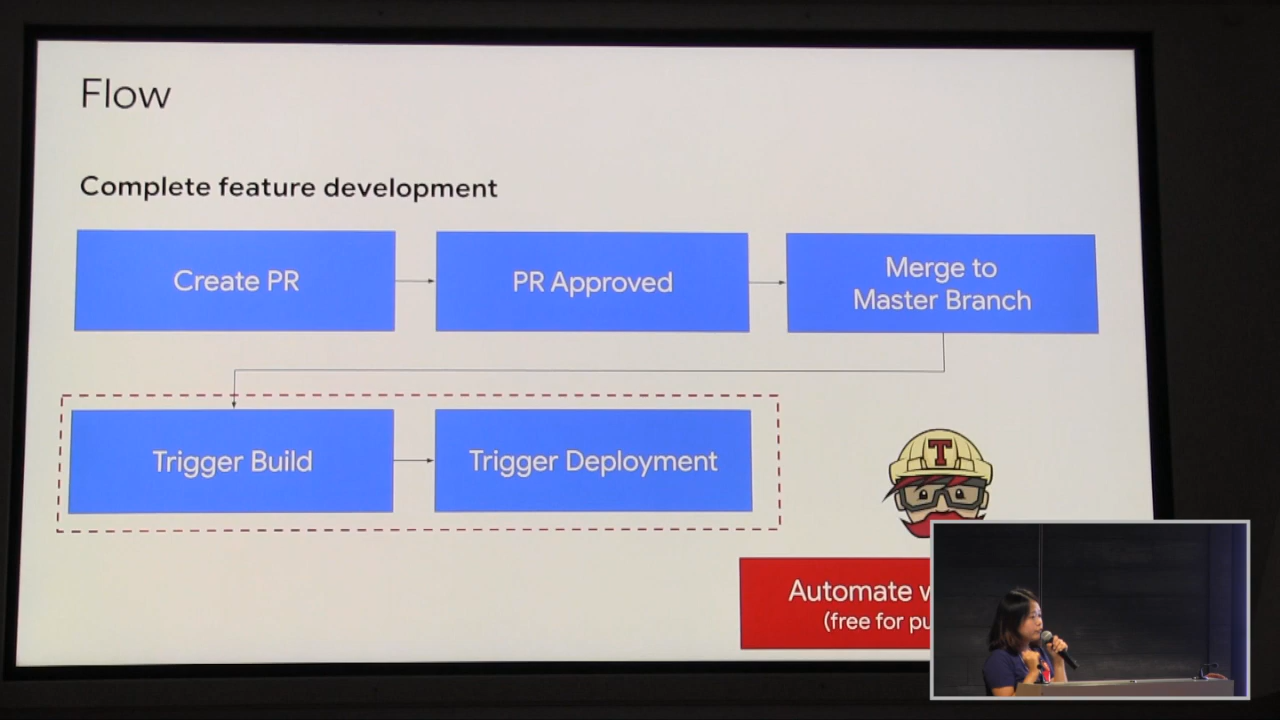 Flow
Complete feature development
Create PR
PR Approved
Merge to
Master Branch
Trigger Build
Trigger Deployment
T
Automate
(free for